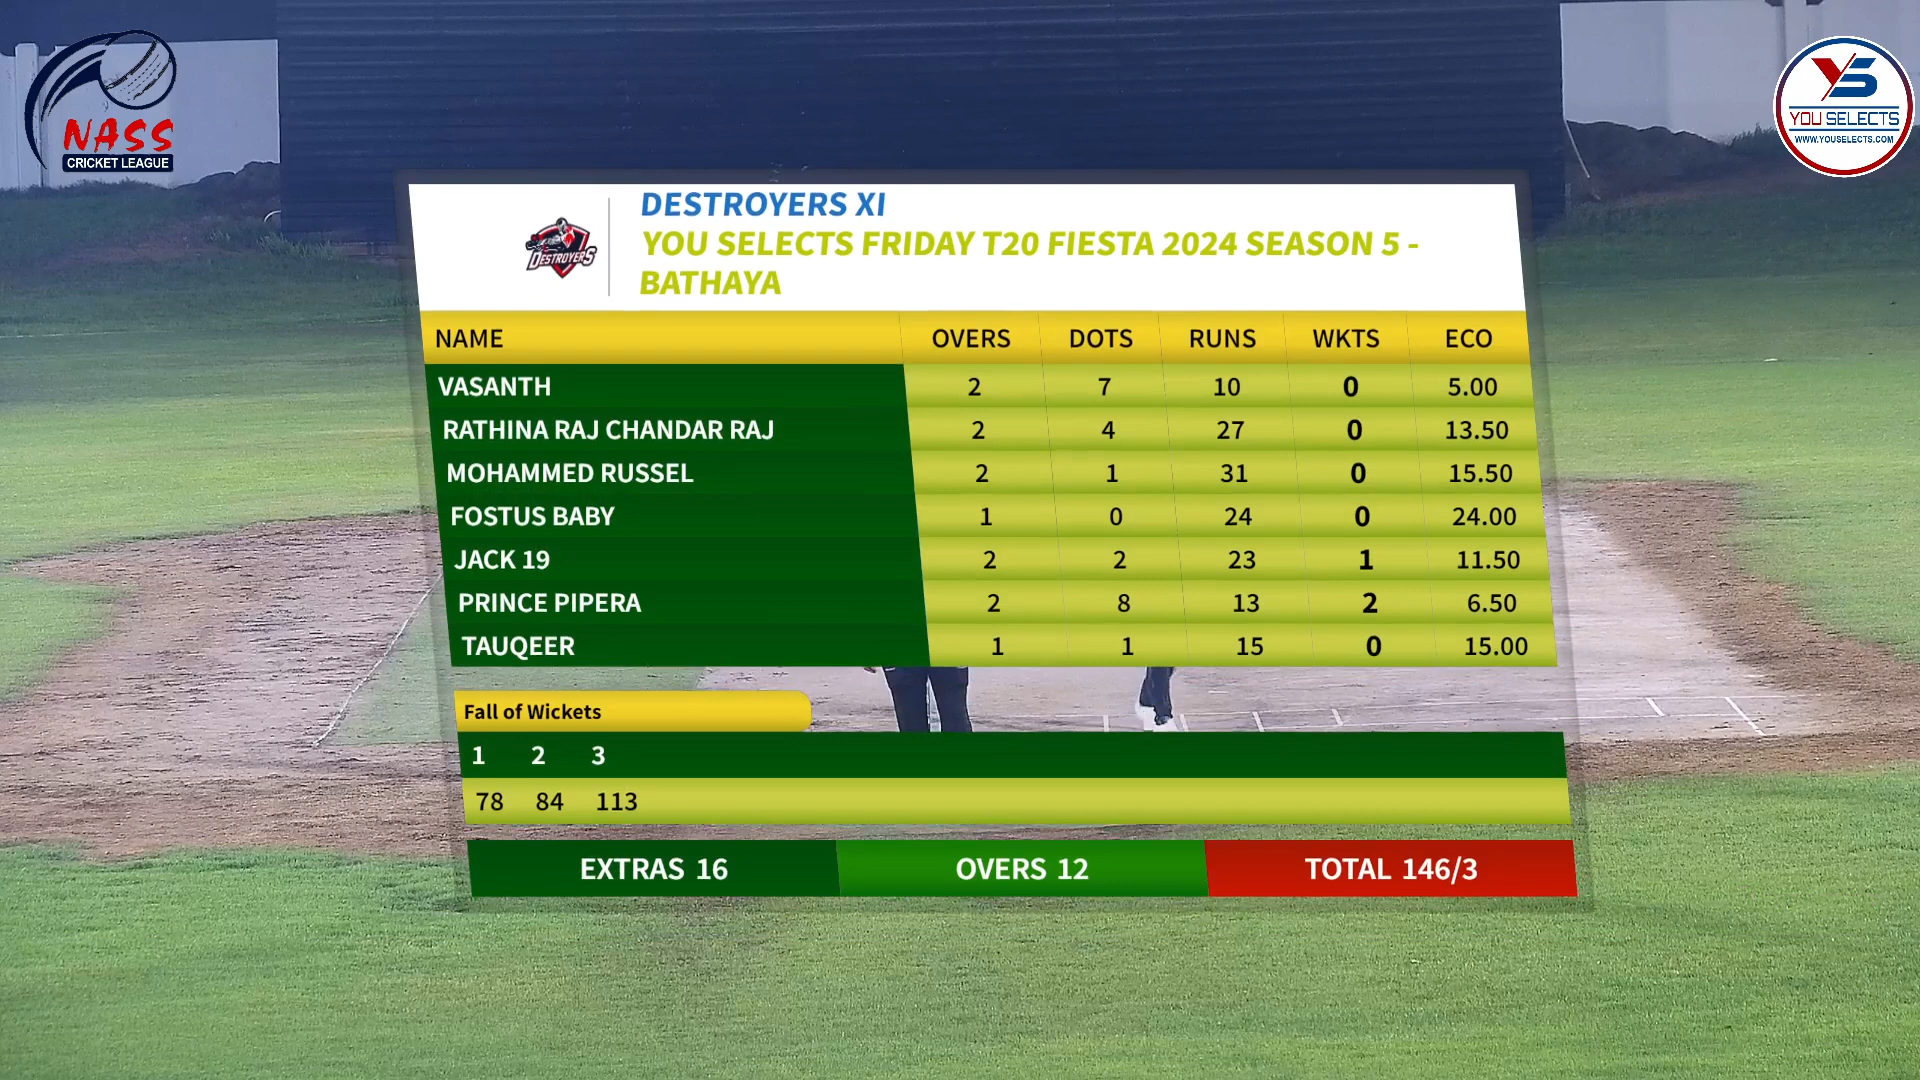 NASS
CRICKET LEAGUE
YS
YOU SELECTS
WWW.YOUSELECTS.COM
DESTROYERS
DESTROYERS XI
YOU SELECTS FRIDAY T20 FIESTA 2024 SEASON 5 -
BATHAYA
NAME OVERS DOTS RUNS WKTS ECO
VASANTH 2 7 10 0 5.00
RATHINA RAJ CHANDAR RAJ 2 4 27 0 13.50
MOHAMMED RUSSEL 2 1 31 0 15.50
FOSTUS BABY 1 0 24 0 24.00
JACK 19 2 2 23 1 11.50
PRINCE PIPERA 2 8 13 2 6.50
TAUQEER 1 1 15 0 15.00
Fall of Wickets
1 2 3
78 84 113
EXTRAS 16 OVERS 12 TOTAL 146/3